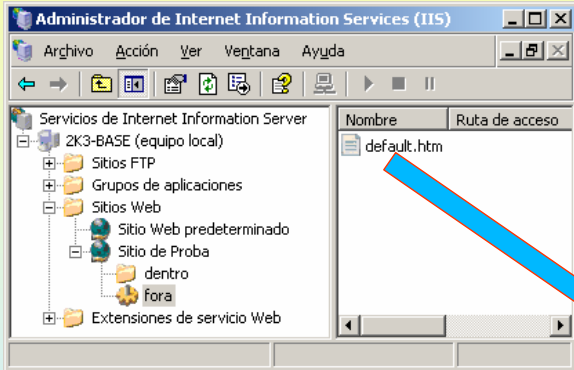 Administrador de Internet Information Services (IIS)
Archivo Acción Ver Ventana Ayuda
Servicios de Internet Information Server
2K3-BASE (equipo local)
Sitios FTP
Grupos de aplicaciones
Sitios Web
Sitio Web predeterminado
Sitio de Proba
dentro
fora
Extensiones de servicio Web
Nombre Ruta de acceso
default.htm